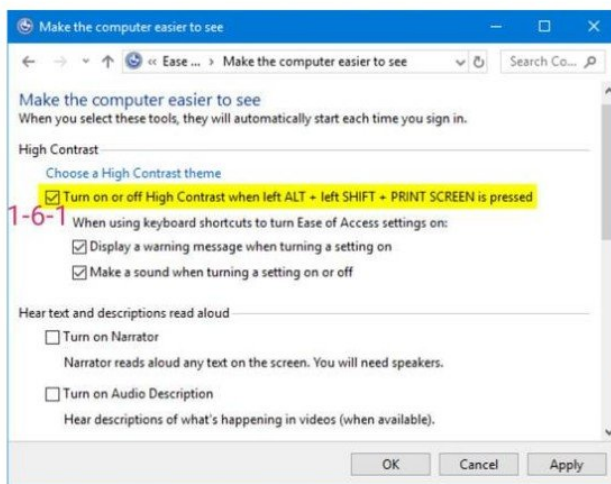 Make the computer easier to see
« Ease ... › Make the computer easier to see
Search Co...
Make the computer easier to see
When you select these tools, they will automatically start each time you sign in.
High Contrast
Choose a High Contrast theme
Turn on or off High Contrast when left ALT + left SHIFT + PRINT SCREEN is pressed
1-6-1
When using keyboard shortcuts to turn Ease of Access settings on:
Display a warning message when turning a setting on
Make a sound when turning a setting on or off
Hear text and descriptions read aloud
Turn on Narrator
Narrator reads aloud any text on the screen. You will need speakers.
Turn on Audio Description
Hear descriptions of what's happening in videos (when available).
OK Cancel Apply